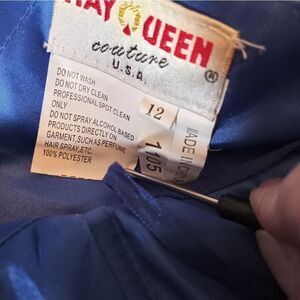 MAY QUEEN
couture
U.S.A.
®
DO NOT WASH
DO NOT DRY CLEAN
PROFESSIONAL SPOT CLEAN
ONLY
DO NOT SPRAY ALCOHOL BASED
PRODUCTS DIRECTLY ON
GARMENT, SUCH AS PERFUME
HAIR SPRAY, ETC.
100% POLYESTER
12
MADE IN